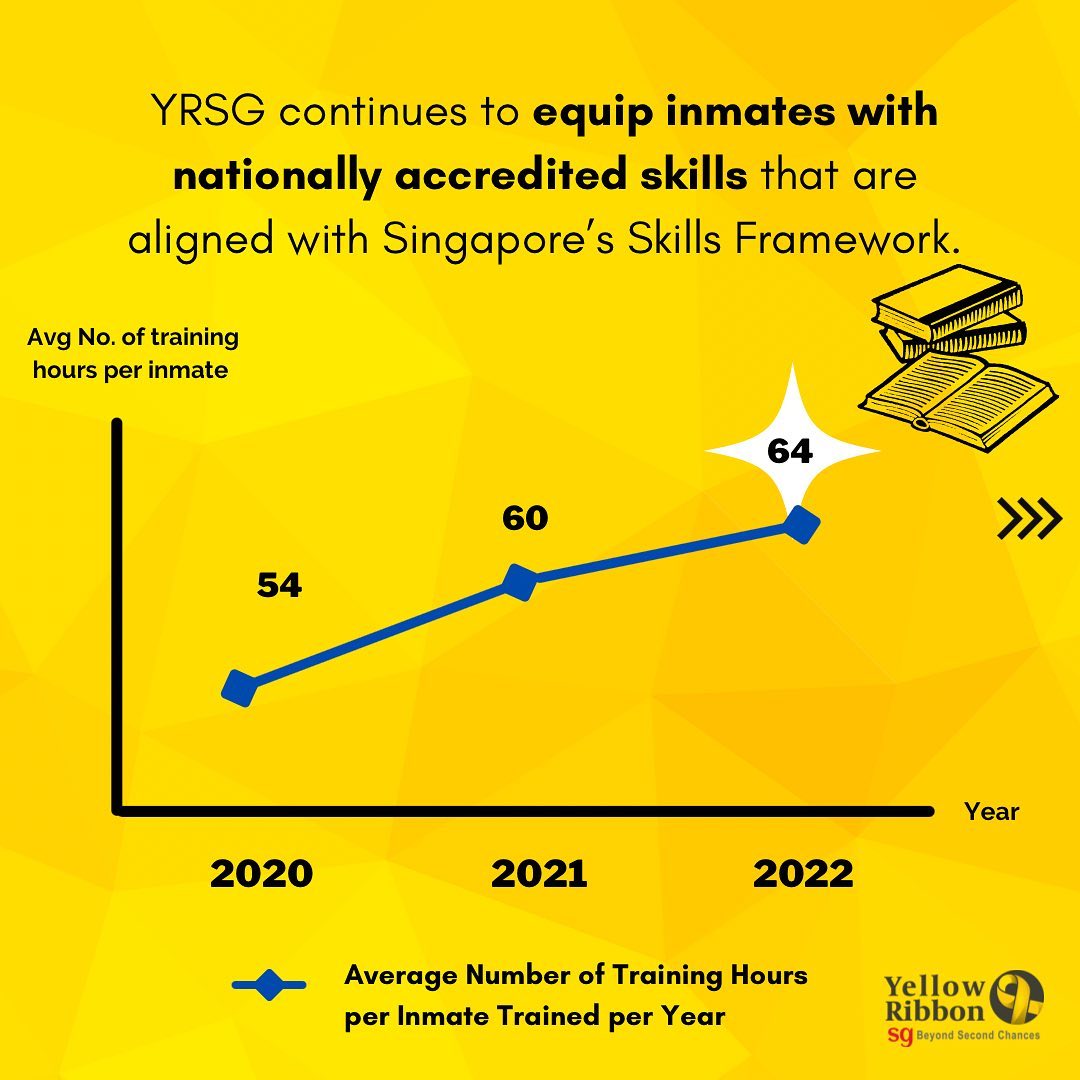 YRSG continues to equip inmates with
nationally accredited skills that are
aligned with Singapore’s Skills Framework.
Avg No. of training
hours per inmate
64
60
54
Year
2020 2021 2022
Average Number of Training Hours
per Inmate Trained per Year
Yellow
Ribbon
sg Beyond Second Chances